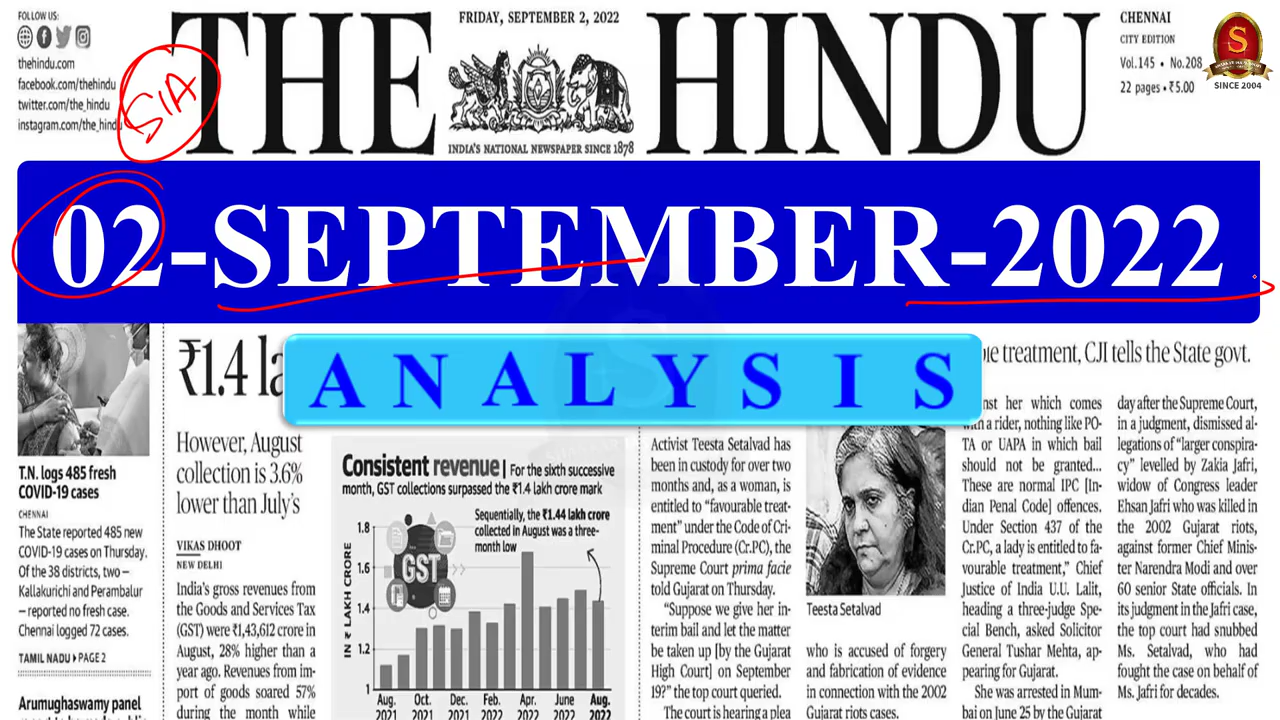 FOLLOW US:
thehindu.com
facebook.com/thehindu
twitter.com/the_hindu
instagram.com/the_hindu
SIA
THE HINDU
FRIDAY, SEPTEMBER 2, 2022
INDIA'S NATIONAL NEWSPAPER SINCE 1878
CHENNAI
CITY EDITION
Vol.145 • No.208
22 pages • ₹5.00
S
SINCE 2004
02-SEPTEMBER-2022
ANALYSIS
T.N. logs 485 fresh
COVID-19 cases
CHENNAI
The State reported 485 new
COVID-19 cases on Thursday.
Of the 38 districts, two —
Kallakurichi and Perambalur
— reported no fresh case.
Chennai logged 72 cases.
TAMIL NADU ▸ PAGE 2
Arumughaswamy panel
₹1.4 la
However, August
collection is 3.6%
lower than July's
VIKAS DHOOT
NEW DELHI
India's gross revenues from
the Goods and Services Tax
(GST) were ₹1,43,612 crore in
August, 28% higher than a
year ago. Revenues from im-
port of goods soared 57%
during the month while
Consistent revenue | For the sixth successive
month, GST collections surpassed the ₹1.4 lakh crore mark
Sequentially, the ₹1.44 lakh crore
collected in August was a three-
month low
GST
IN ₹ LAKH CRORE
1.8
1.6
1.4
1.2
1
Aug. Oct. Dec. Feb. Apr. June Aug.
2021 2021 2021 2022 2022 2022 2022
treatment, CJI tells the State govt.
Activist Teesta Setalvad has
been in custody for over two
months and, as a woman, is
entitled to “favourable treat-
ment” under the Code of Cri-
minal Procedure (Cr.PC), the
Supreme Court prima facie
told Gujarat on Thursday.
“Suppose we give her in-
terim bail and let the matter
be taken up [by the Gujarat
High Court] on September
19?” the top court queried.
The court is hearing a plea
Teesta Setalvad
who is accused of forgery
and fabrication of evidence
in connection with the 2002
Gujarat riots cases.
nst her which comes
with a rider, nothing like PO-
TA or UAPA in which bail
should not be granted...
These are normal IPC [In-
dian Penal Code] offences.
Under Section 437 of the
Cr.PC, a lady is entitled to fa-
vourable treatment,” Chief
Justice of India U.U. Lalit,
heading a three-judge Spe-
cial Bench, asked Solicitor
General Tushar Mehta, ap-
pearing for Gujarat.
She was arrested in Mum-
bai on June 25 by the Gujarat
day after the Supreme Court,
in a judgment, dismissed al-
legations of “larger conspira-
cy” levelled by Zakia Jafri,
widow of Congress leader
Ehsan Jafri who was killed in
the 2002 Gujarat riots,
against former Chief Minis-
ter Narendra Modi and over
60 senior State officials. In
its judgment in the Jafri case,
the top court had snubbed
Ms. Setalvad, who had
fought the case on behalf of
Ms. Jafri for decades.